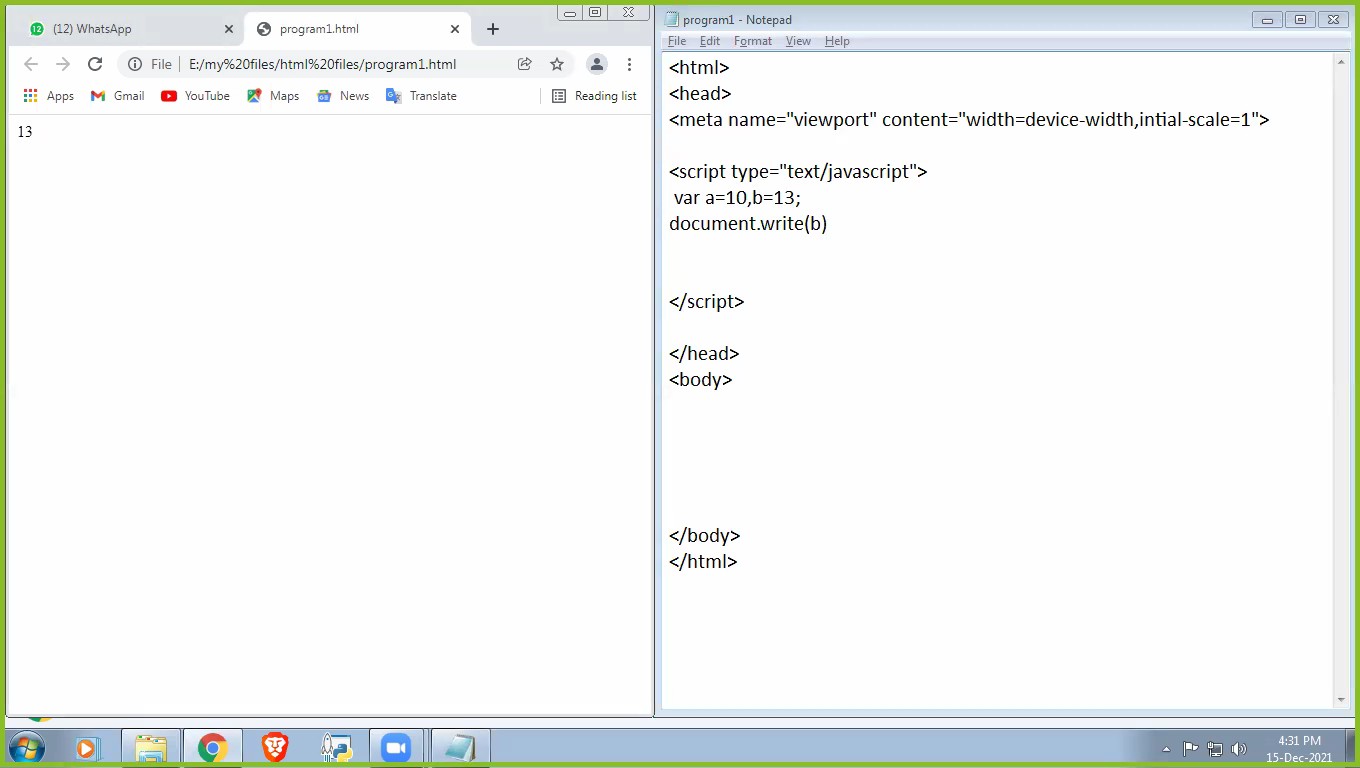 12 (12) WhatsApp
program1.html
File E:/my%20files/html%20files/program1.html
Apps Gmail YouTube Maps News Translate Reading list
13
program1 - Notepad
File Edit Format View Help
<html>
<head>
<meta name="viewport" content="width=device-width,intial-scale=1">
<script type="text/javascript">
var a=10,b=13;
document.write(b)
</script>
</head>
<body>
</body>
</html>
4:31 PM
15-Dec-2021